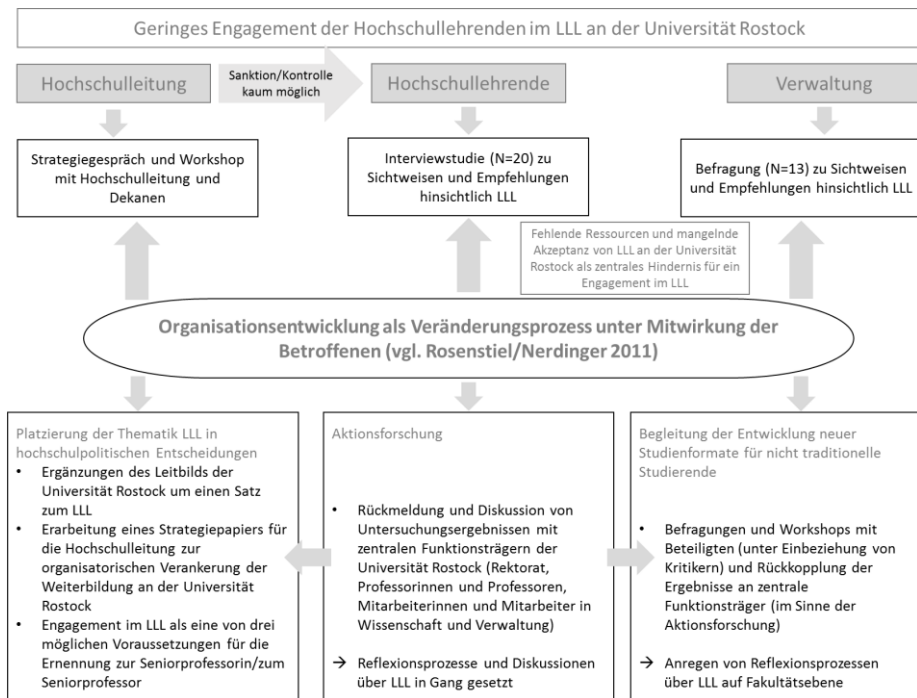 Geringes Engagement der Hochschullehrenden im LLL an der Universität Rostock
Hochschulleitung
Sanktion/Kontrolle
kaum möglich
Hochschullehrende
Verwaltung
Strategiegespräch und Workshop
mit Hochschulleitung und
Dekanen
Interviewstudie (N=20) zu
Sichtweisen und Empfehlungen
hinsichtlich LLL
Befragung (N=13) zu Sichtweisen
und Empfehlungen hinsichtlich
LLL
Fehlende Ressourcen und mangelnde
Akzeptanz von LLL an der Universität
Rostock als zentrales Hindernis für ein
Engagement im LLL
Organisationsentwicklung als Veränderungsprozess unter Mitwirkung der
Betroffenen (vgl. Rosenstiel/Nerdinger 2011)
Platzierung der Thematik LLL in
hochschulpolitischen Entscheidungen
• Ergänzungen des Leitbilds der
Universität Rostock um einen Satz
zum LLL
• Erarbeitung eines Strategiepapiers für
die Hochschulleitung zur
organisatorischen Verankerung der
Weiterbildung an der Universität
Rostock
• Engagement im LLL als eine von drei
möglichen Voraussetzungen für die
Ernennung zur Seniorprofessorin/zum
Seniorprofessor
Aktionsforschung
• Rückmeldung und Diskussion von
Untersuchungsergebnissen mit
zentralen Funktionsträgern der
Universität Rostock (Rektorat,
Professorinnen und Professoren,
Mitarbeiterinnen und Mitarbeiter in
Wissenschaft und Verwaltung)
→ Reflexionsprozesse und Diskussionen
über LLL in Gang gesetzt
Begleitung der Entwicklung neuer
Studienformate für nicht traditionelle
Studierende
• Befragungen und Workshops mit
Beteiligten (unter Einbeziehung von
Kritikern) und Rückkopplung der
Ergebnisse an zentrale
Funktionsträger (im Sinne der
Aktionsforschung)
→ Anregen von Reflexionsprozessen
über LLL auf Fakultätsebene